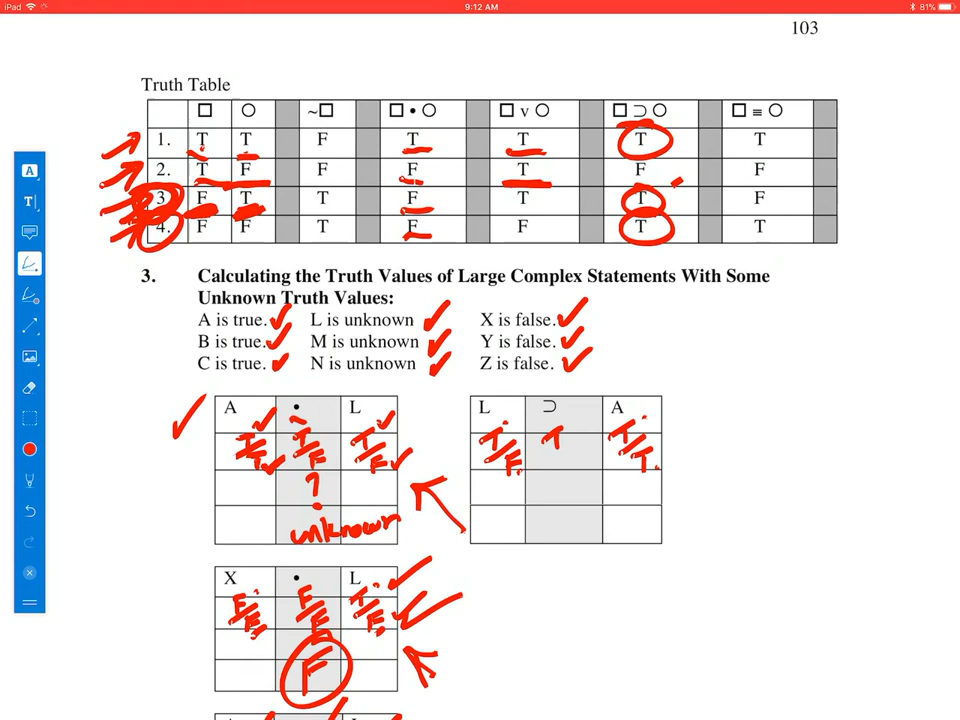 iPad 9:12 AM 81%
103
Truth Table
□ ○ ~□ □ • ○ □ v ○ □ ⊃ ○ □ ≡ ○
1. T T F T T T T
2. T F F F T F F
3. F T T F T T F
4. F F T F F T T
3. Calculating the Truth Values of Large Complex Statements With Some
Unknown Truth Values:
A is true. L is unknown X is false.
B is true. M is unknown Y is false.
C is true. N is unknown Z is false.
A • L L ⊃ A
T/T T/F T/F T/F T T/T
?
unknown
X • L
F/F F/F T/F
F